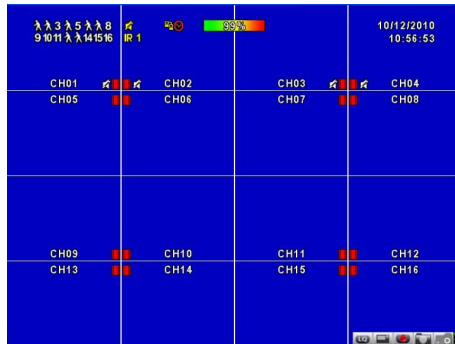 3 5 8
9 10 11 14 15 16 IR 1
99%
10/12/2010
10:56:53
CH01 CH02 CH03 CH04
CH05 CH06 CH07 CH08
CH09 CH10 CH11 CH12
CH13 CH14 CH15 CH16